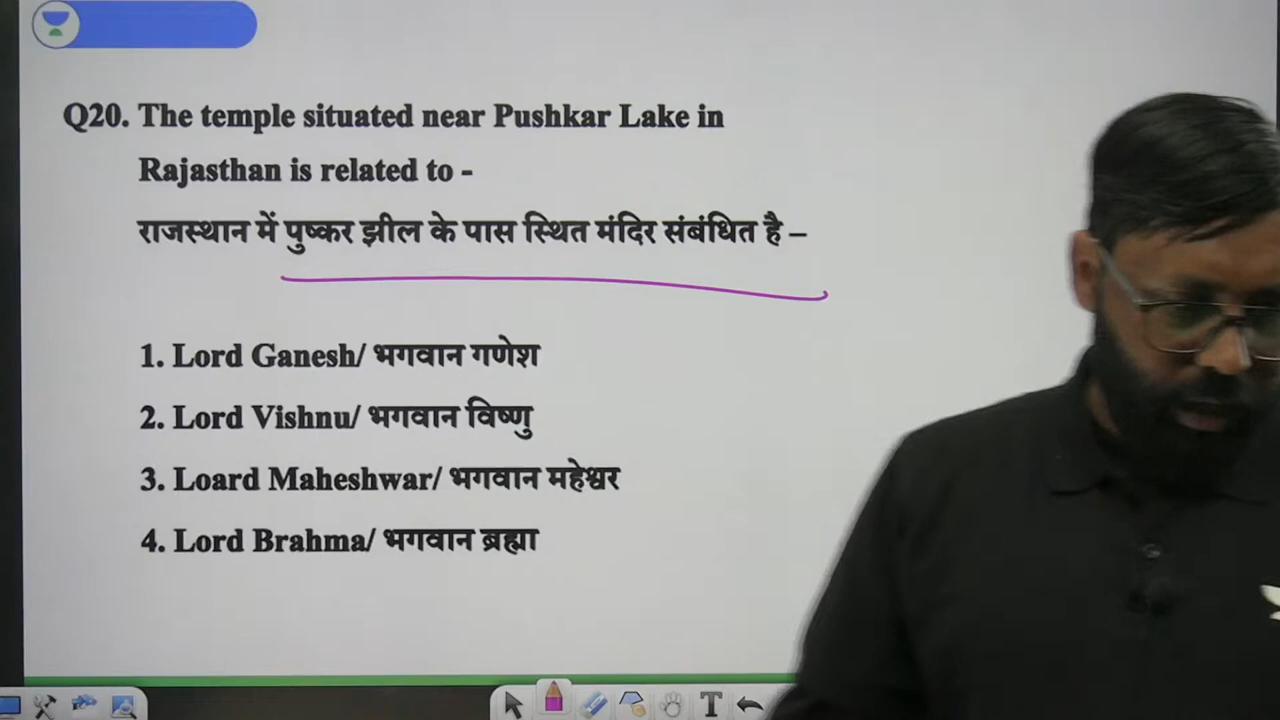 Q20. The temple situated near Pushkar Lake in
Rajasthan is related to -
राजस्थान में पुष्कर झील के पास स्थित मंदिर संबंधित है –
1. Lord Ganesh/ भगवान गणेश
2. Lord Vishnu/ भगवान विष्णु
3. Loard Maheshwar/ भगवान महेश्वर
4. Lord Brahma/ भगवान ब्रह्मा
T